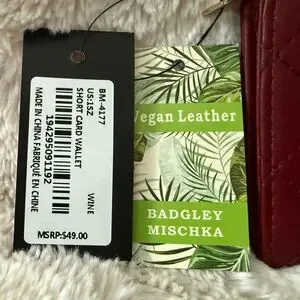 BM-4177
US:1SZ WINE
SHORT CARD WALLET
194295091192
MADE IN CHINA FABRIQUÉ EN CHINE
MSRP:$49.00
Vegan Leather
BADGLEY
MISCHKA